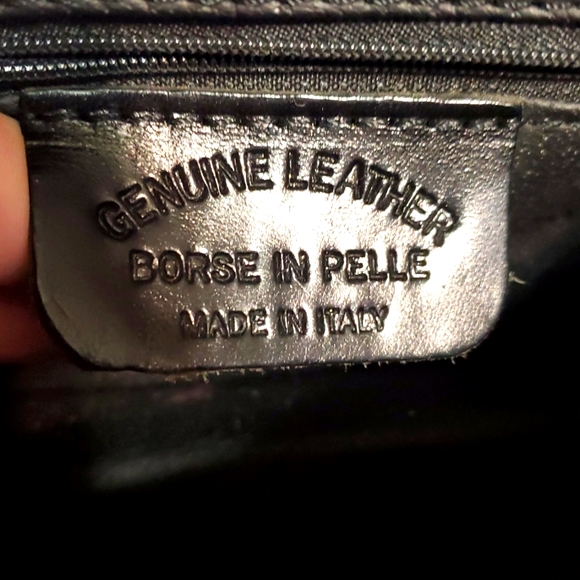 GENUINE LEATHER
BORSE IN PELLE
MADE IN ITALY